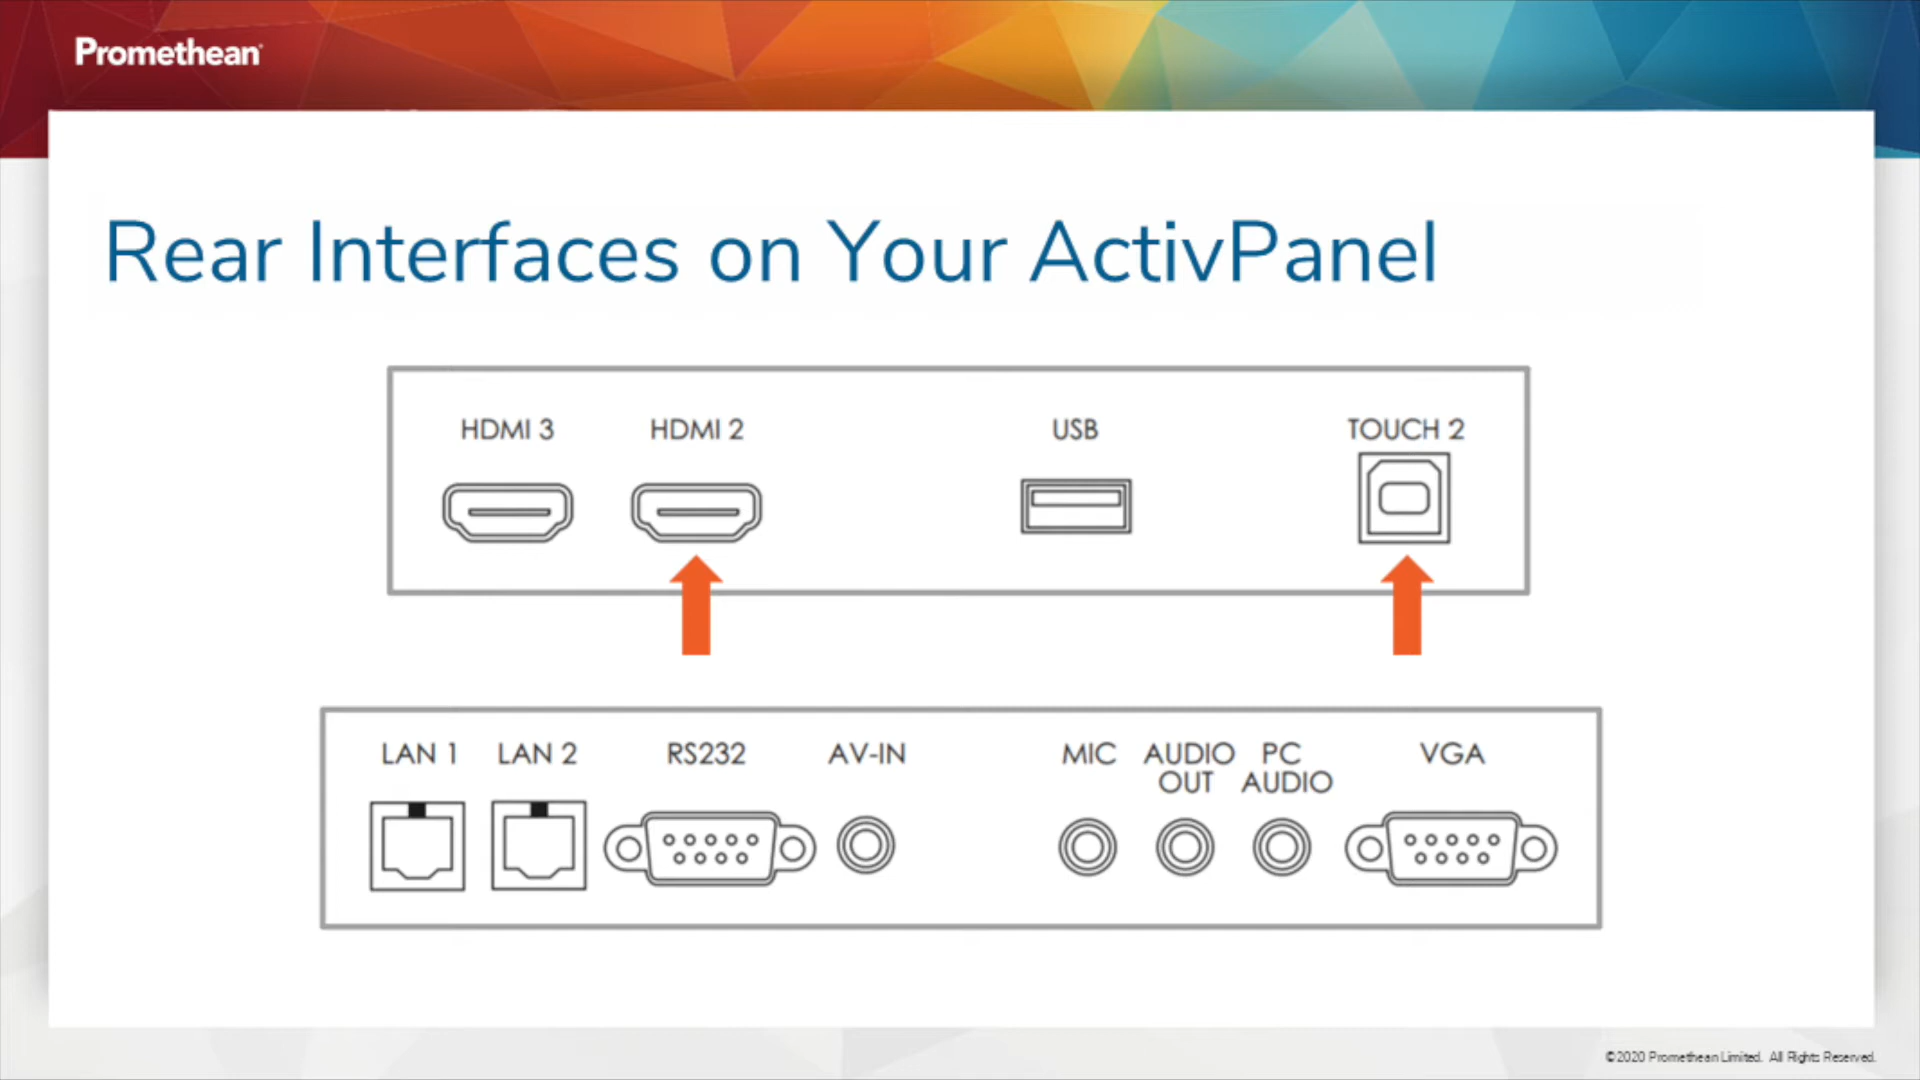 Promethean
Rear Interfaces on Your ActivPanel
HDMI 3 HDMI 2 USB TOUCH 2
LAN 1 LAN 2 RS232 AV-IN MIC AUDIO OUT PC AUDIO VGA
©2020 Promethean Limited. All Rights Reserved.